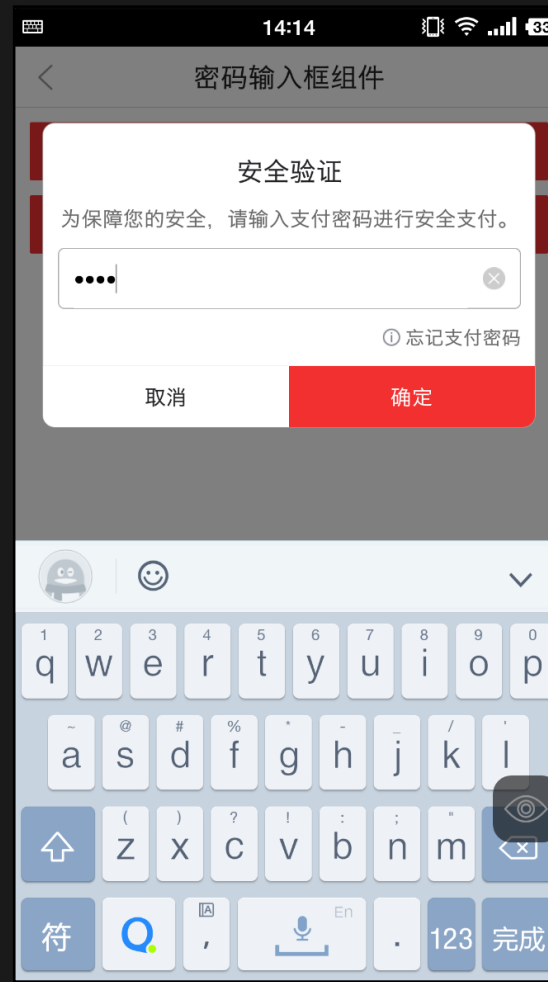 14:14 33
密码输入框组件
安全验证
为保障您的安全，请输入支付密码进行安全支付。
••••
忘记支付密码
取消 确定
1 2 3 4 5 6 7 8 9 0
q w e r t y u i o p
~ @ # % * - _ / '
a s d f g h j k l
( ) ? ! : ; "
z x c v b n m
En
符 , . 123 完成